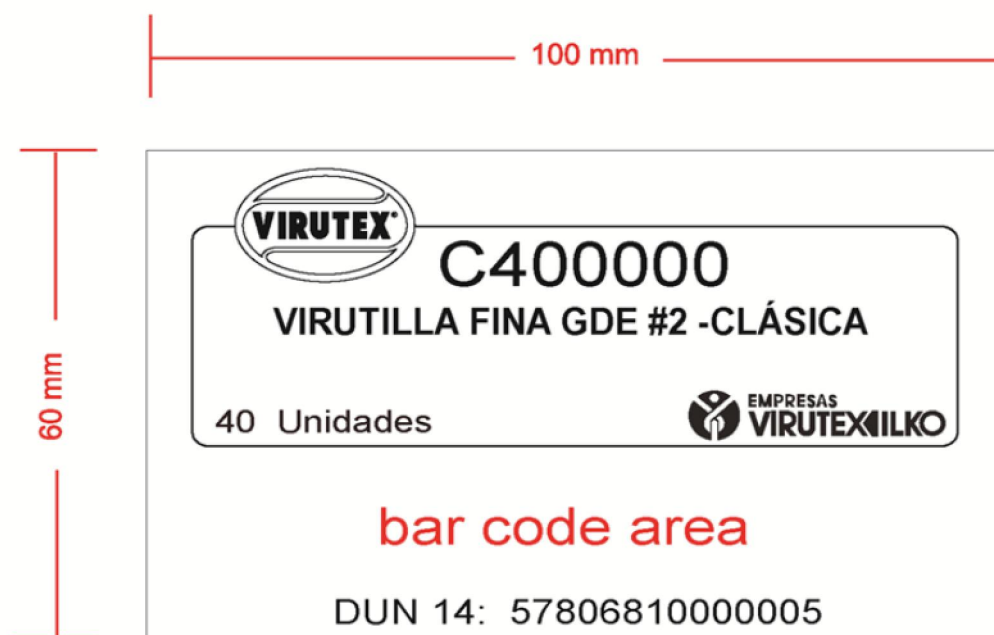 100 mm
60 mm
VIRUTEX®
C400000
VIRUTILLA FINA GDE #2 -CLÁSICA
40 Unidades
EMPRESAS
VIRUTEX ILKO
bar code area
DUN 14: 57806810000005